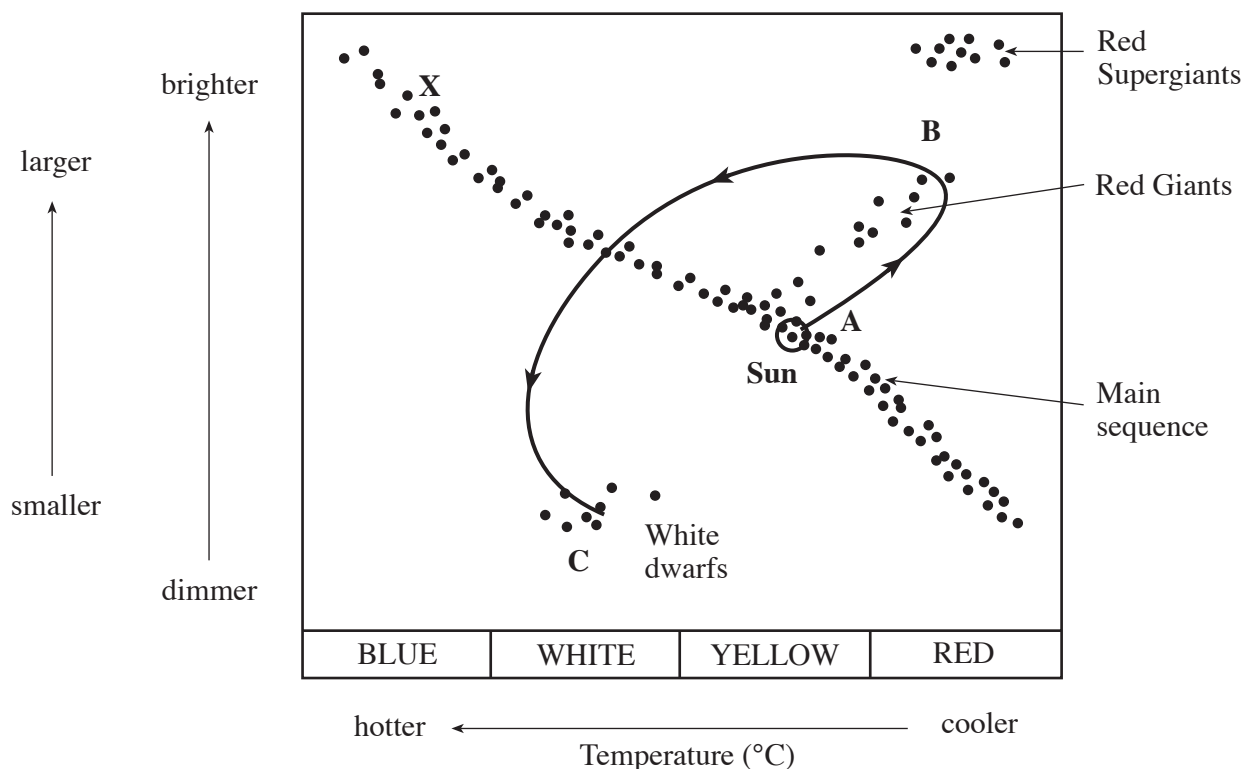 brighter
larger
smaller
dimmer
X
B
A
Sun
C
White
dwarfs
Red
Supergiants
Red Giants
Main
sequence
BLUE
WHITE
YELLOW
RED
hotter
cooler
Temperature (°C)